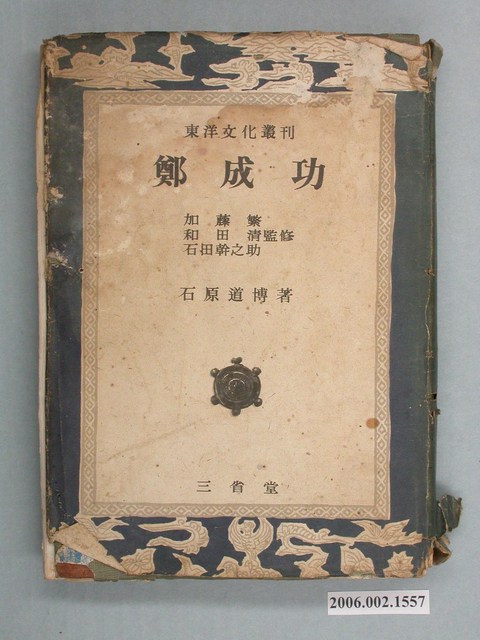 東洋文化叢刊
鄭成功
加藤繁
和田清監修
石田幹之助
石原道博著
三省堂
2006.002.1557